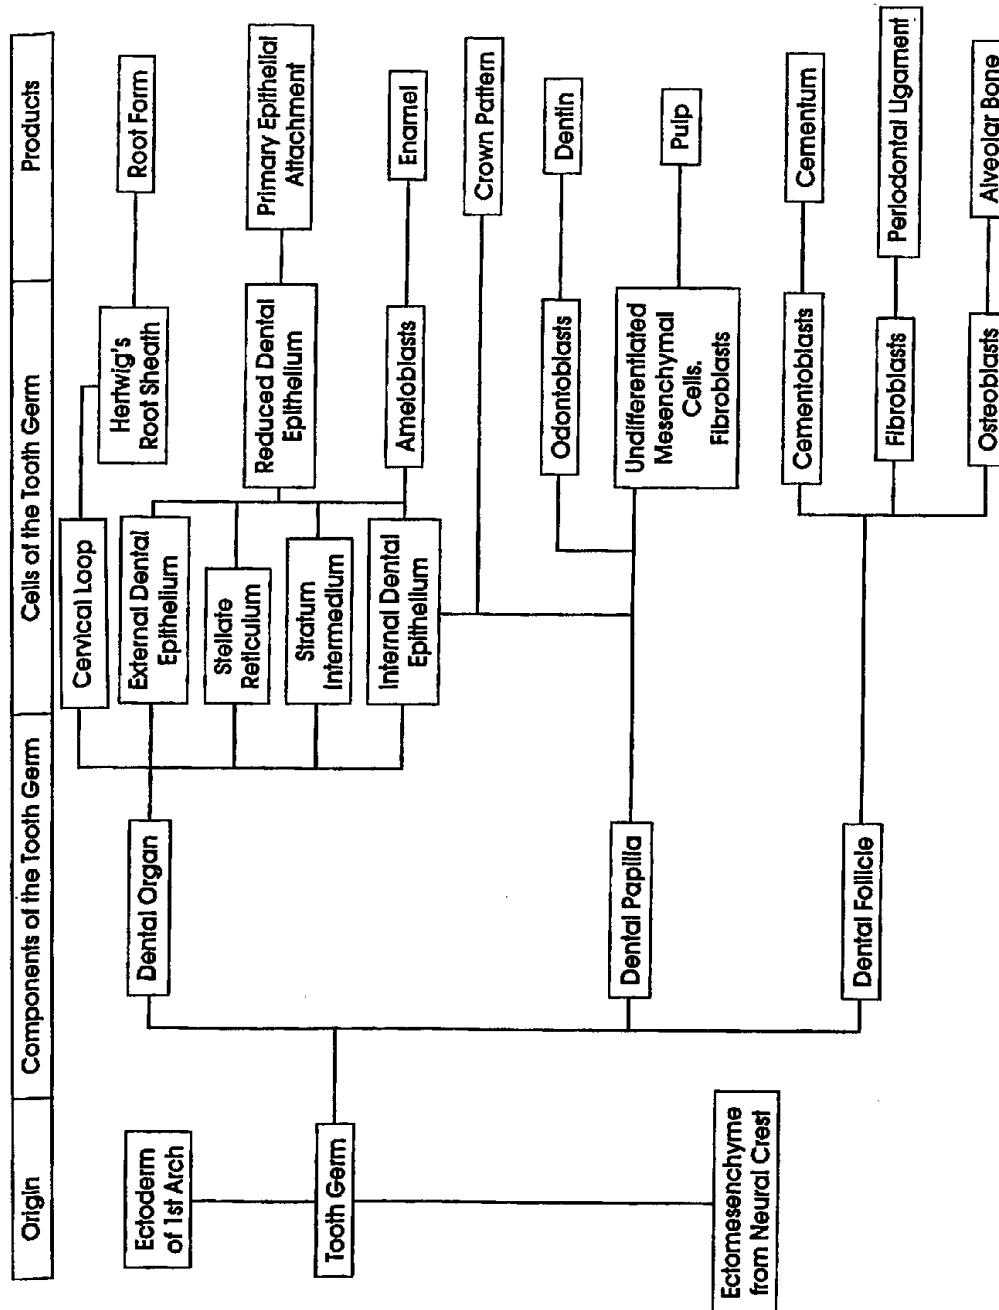 Origin
Components of the Tooth Germ
Cells of the Tooth Germ
Products
Ectoderm
of 1st Arch
Tooth Germ
Ectomesenchyme
from Neural Crest
Dental Organ
Dental Papilla
Dental Follicle
Cervical Loop
External Dental
Epithelium
Stellate
Reticulum
Stratum
Intermedium
Internal Dental
Epithelium
Hertwig's
Root Sheath
Reduced Dental
Epithelium
Ameloblasts
Odontoblasts
Undifferentiated
Mesenchymal
Cells.
Fibroblasts
Cementoblasts
Fibroblasts
Osteoblasts
Root Form
Primary Epithelial
Attachment
Enamel
Crown Pattern
Dentin
Pulp
Cementum
Periodontal Ligament
Alveolar Bone